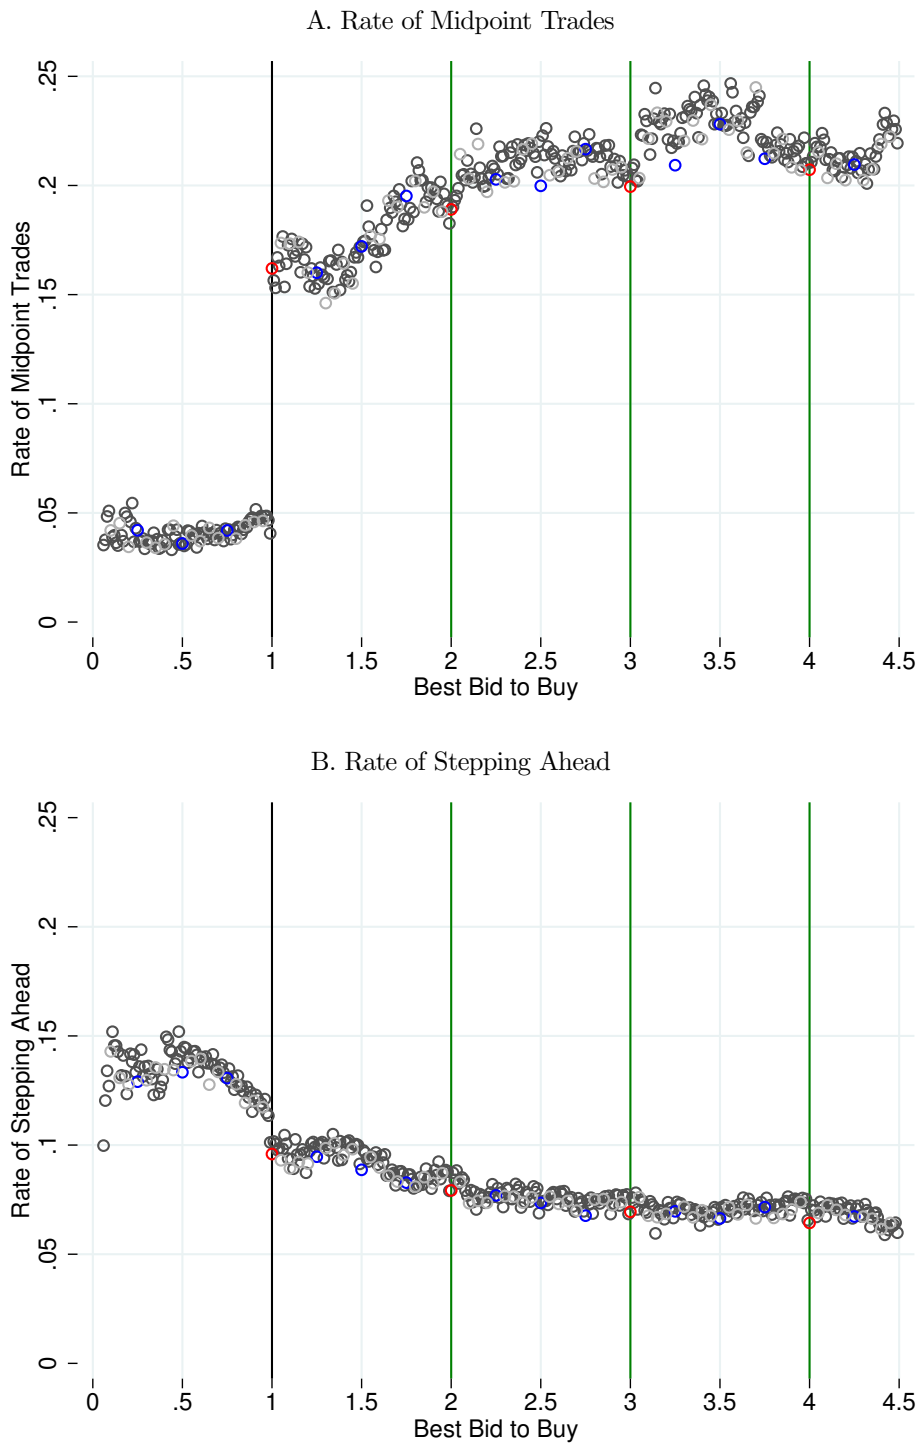 A. Rate of Midpoint Trades
Rate of Midpoint Trades
.25
.2
.15
.1
.05
0
0 .5 1 1.5 2 2.5 3 3.5 4 4.5
Best Bid to Buy
B. Rate of Stepping Ahead
Rate of Stepping Ahead
.25
.2
.15
.1
.05
0
0 .5 1 1.5 2 2.5 3 3.5 4 4.5
Best Bid to Buy